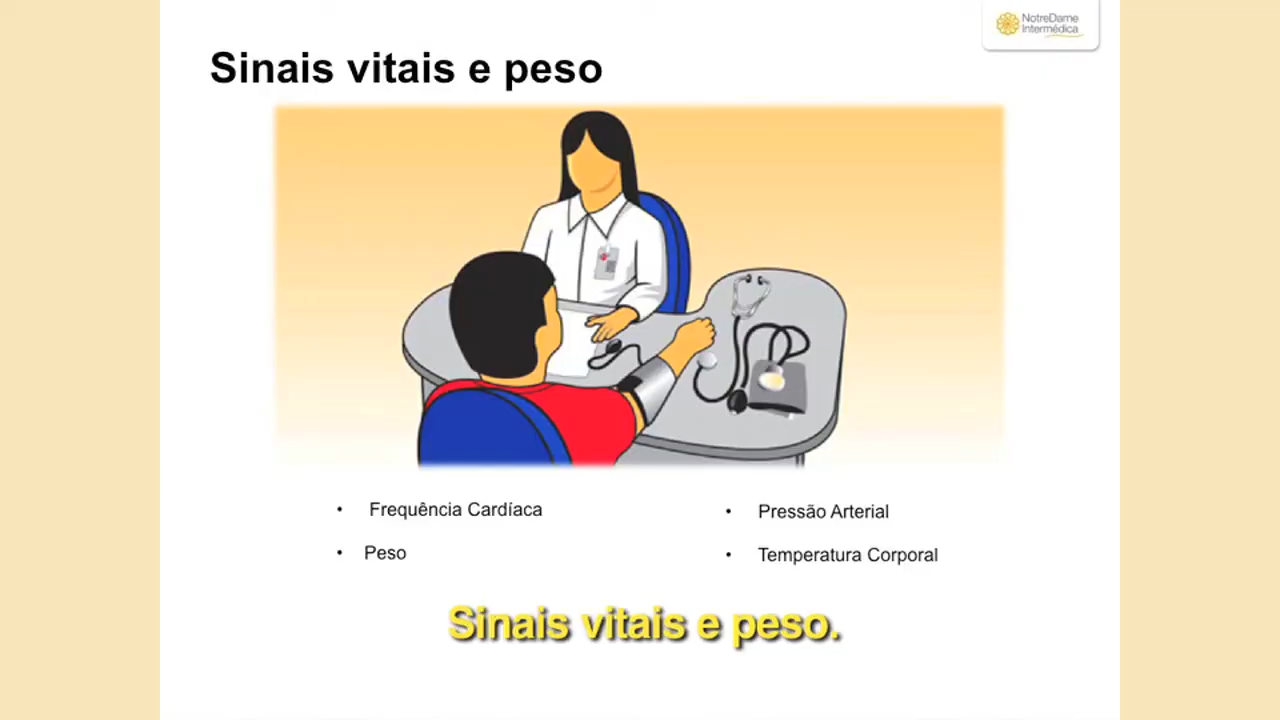 NotreDame
Intermédica
Sinais vitais e peso
• Frequência Cardíaca
• Peso
• Pressão Arterial
• Temperatura Corporal
Sinais vitais e peso.